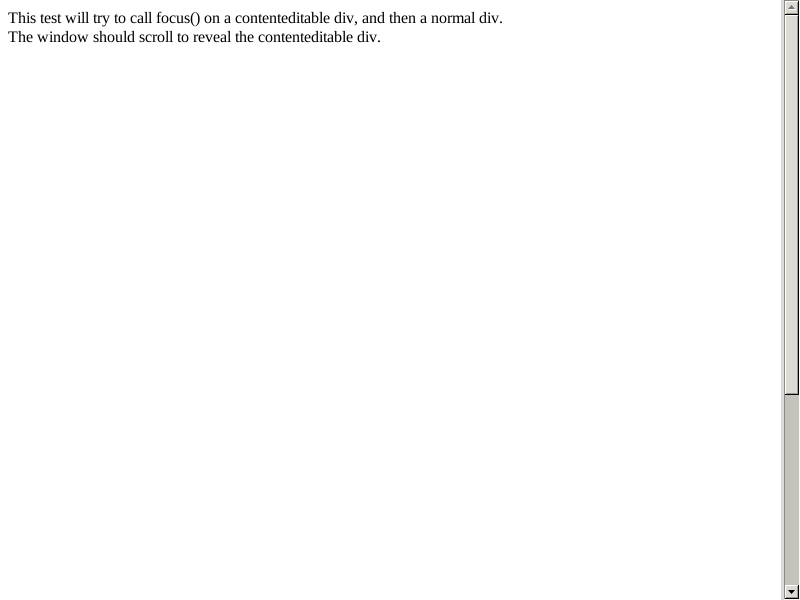 This test will try to call focus() on a contenteditable div, and then a normal div.
The window should scroll to reveal the contenteditable div.